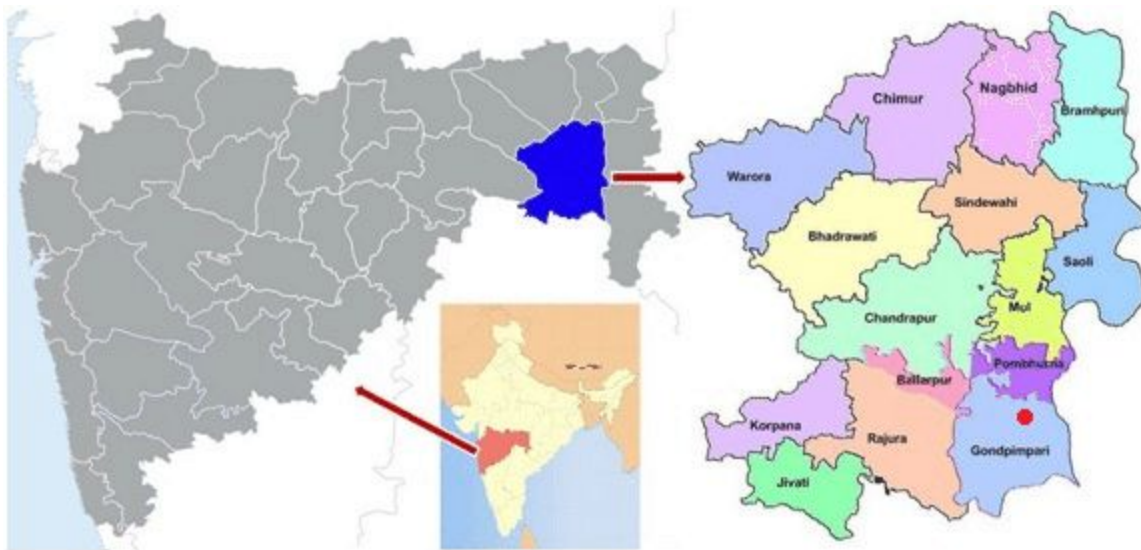 Chimur
Nagbhid
Bramhpuri
Warora
Sindewahi
Bhadrawati
Saoli
Chandrapur
Mul
Pombhurna
Ballarpur
Korpana
Rajura
Gondpimpari
Jivati